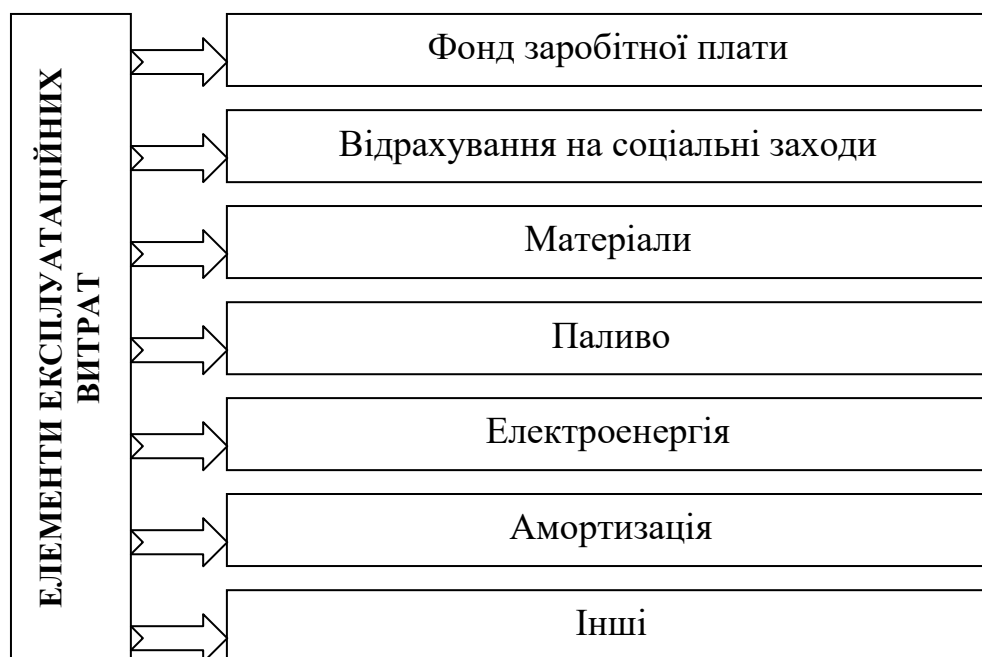 ЕЛЕМЕНТИ ЕКСПЛУАТАЦІЙНИХ
ВИТРАТ
Фонд заробітної плати
Відрахування на соціальні заходи
Матеріали
Паливо
Електроенергія
Амортизація
Інші